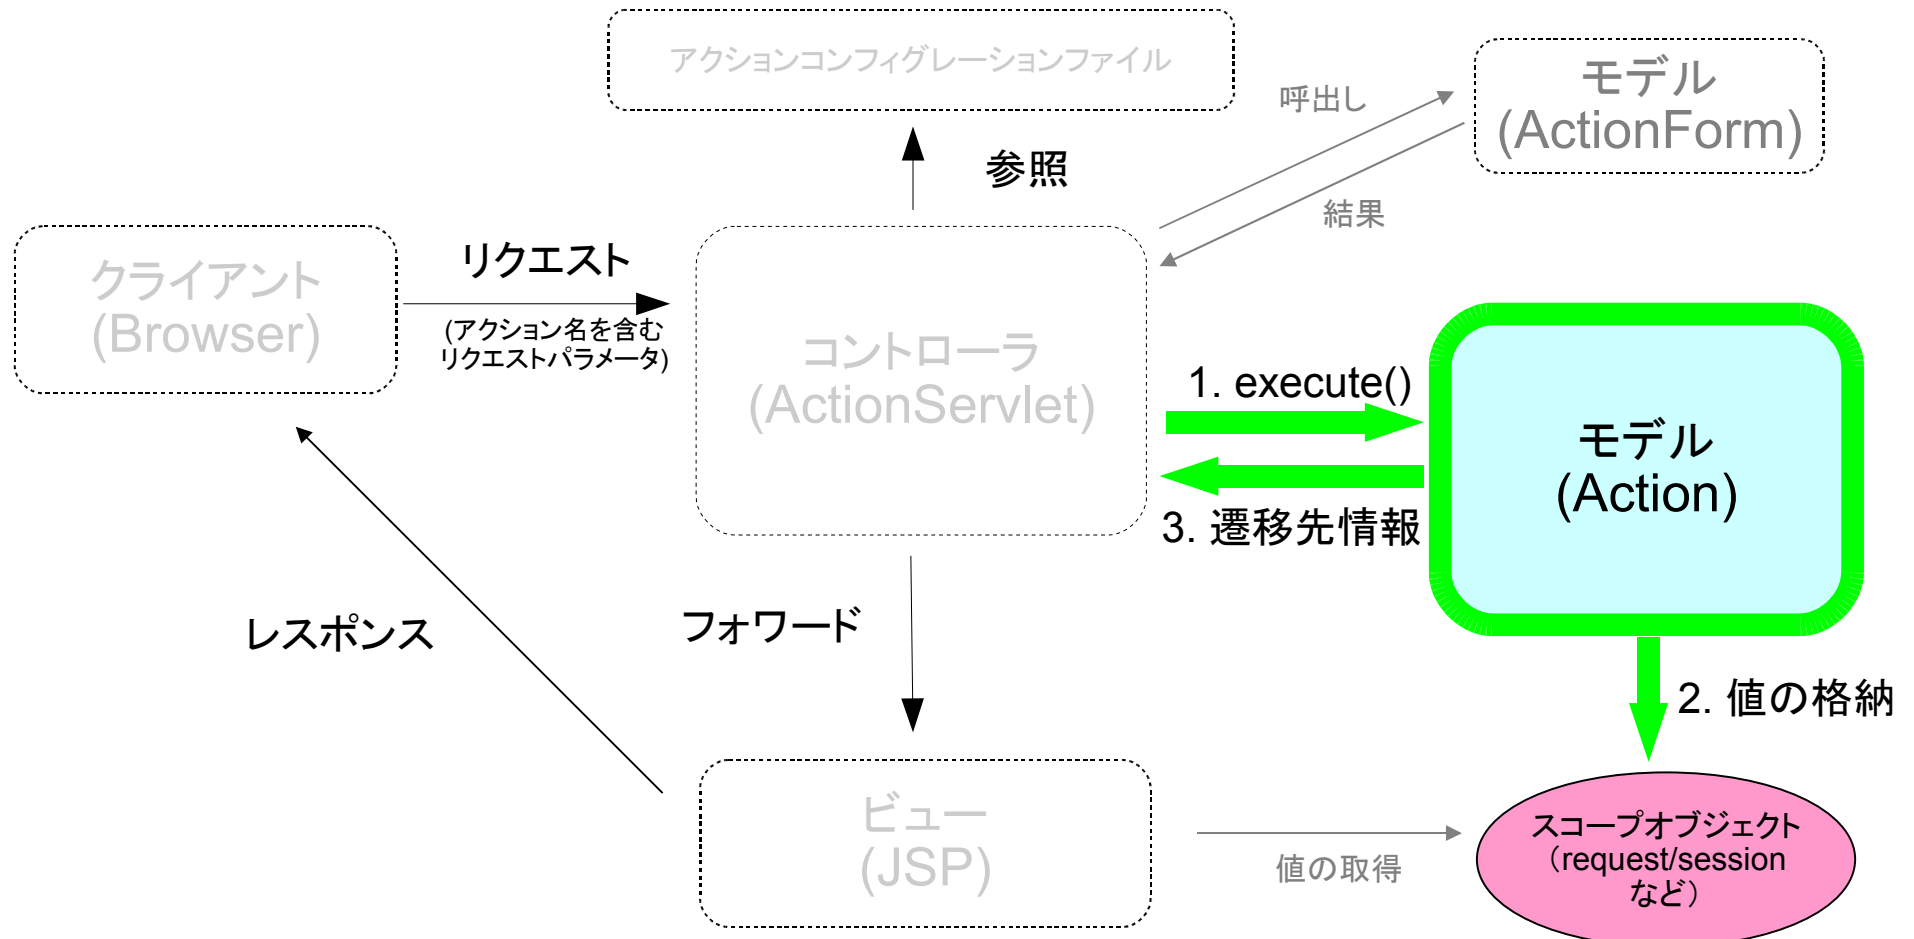 アクションコンフィグレーションファイル
モデル
(ActionForm)
呼出し
結果
参照
クライアント
(Browser)
リクエスト
(アクション名を含む
リクエストパラメータ)
コントローラ
(ActionServlet)
1. execute()
3. 遷移先情報
モデル
(Action)
レスポンス
フォワード
2. 値の格納
ビュー
(JSP)
値の取得
スコープオブジェクト
（request/session
など）